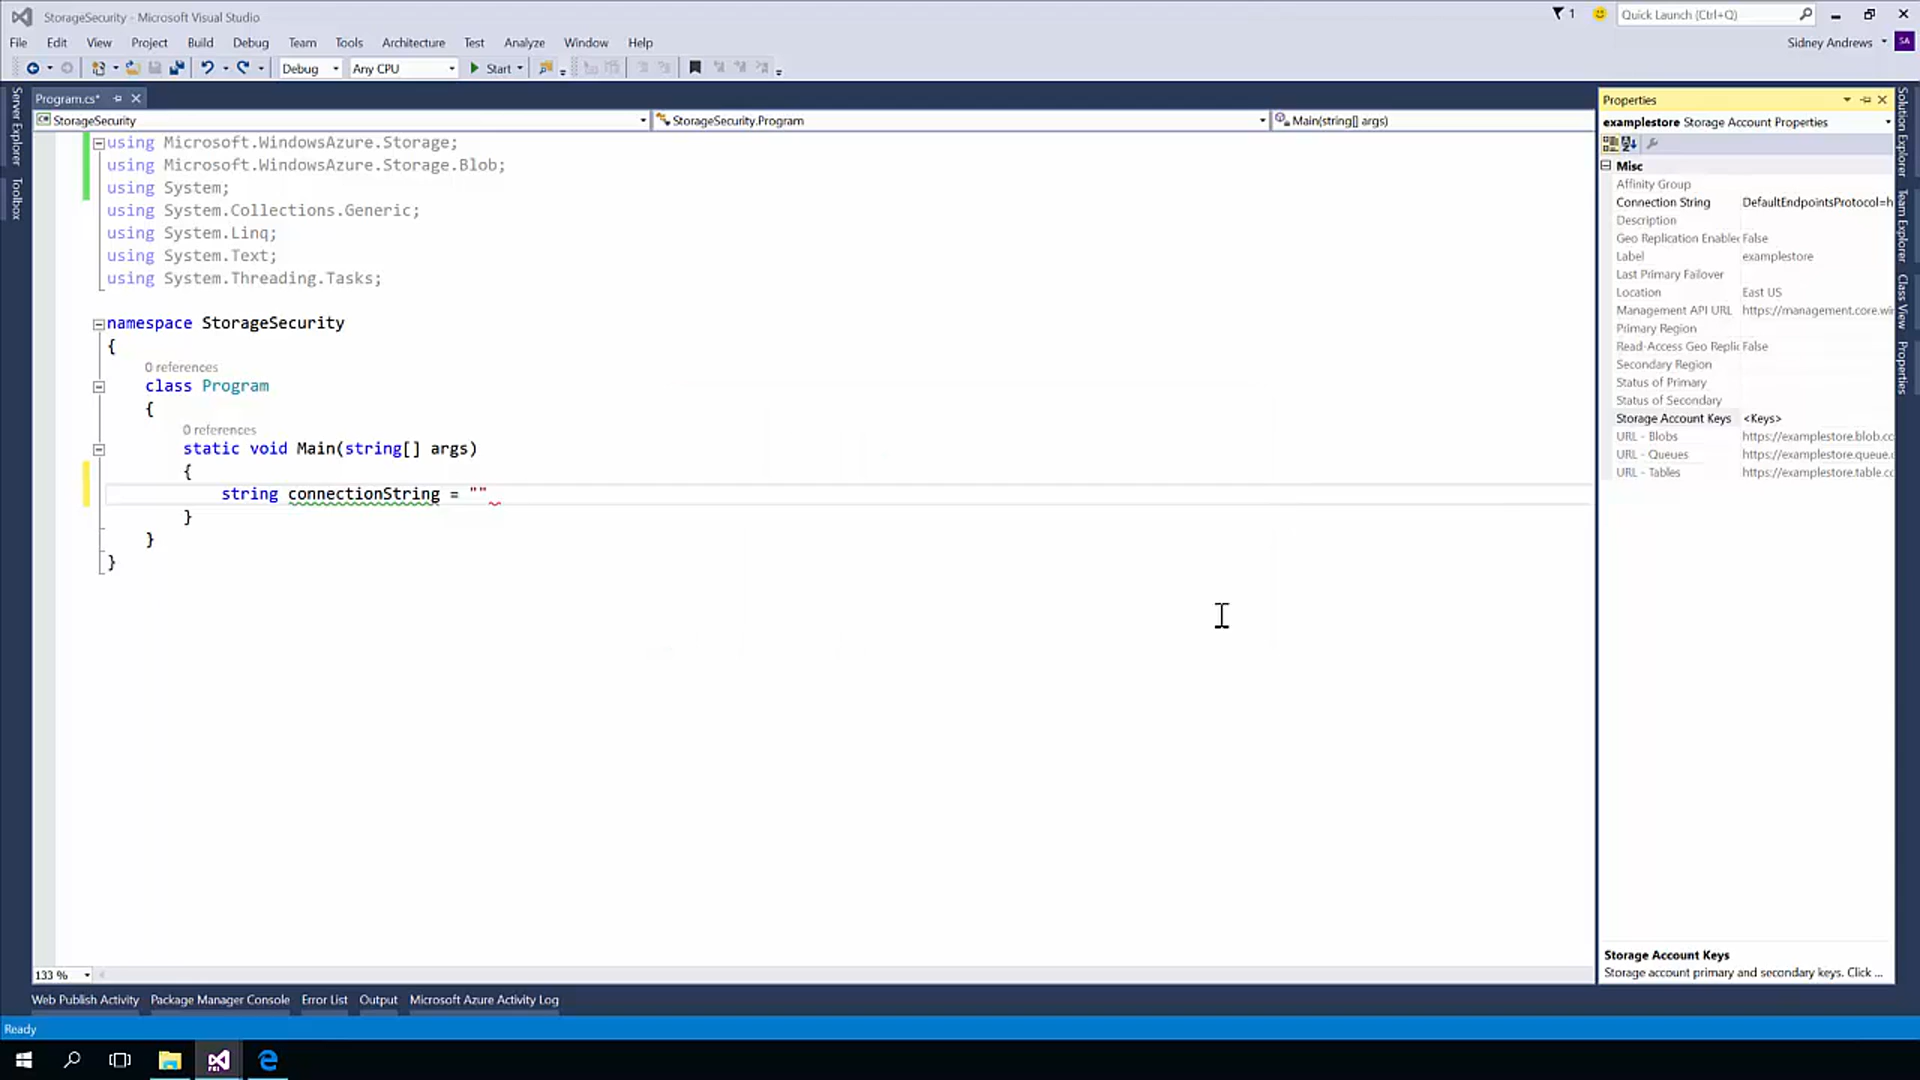 StorageSecurity - Microsoft Visual Studio
1
Quick Launch (Ctrl+Q)
File Edit View Project Build Debug Team Tools Architecture Test Analyze Window Help
Sidney Andrews
SA
Debug
Any CPU
Start
Server Explorer
Toolbox
Program.cs*
StorageSecurity
StorageSecurity.Program
Main(string[] args)
using Microsoft.WindowsAzure.Storage;
using Microsoft.WindowsAzure.Storage.Blob;
using System;
using System.Collections.Generic;
using System.Linq;
using System.Text;
using System.Threading.Tasks;
namespace StorageSecurity
{
0 references
class Program
{
0 references
static void Main(string[] args)
{
string connectionString = ""
}
}
}
133 %
Properties
examplestore Storage Account Properties
Misc
Affinity Group
Connection String DefaultEndpointsProtocol=h
Description
Geo Replication Enable False
Label examplestore
Last Primary Failover
Location East US
Management API URL https://management.core.wi
Primary Region
Read-Access Geo Replic False
Secondary Region
Status of Primary
Status of Secondary
Storage Account Keys <Keys>
URL - Blobs https://examplestore.blob.cc
URL - Queues https://examplestore.queue.
URL - Tables https://examplestore.table.cc
Storage Account Keys
Storage account primary and secondary keys. Click ...
Solution Explorer
Team Explorer
Class View
Properties
Web Publish Activity Package Manager Console Error List Output Microsoft Azure Activity Log
Ready